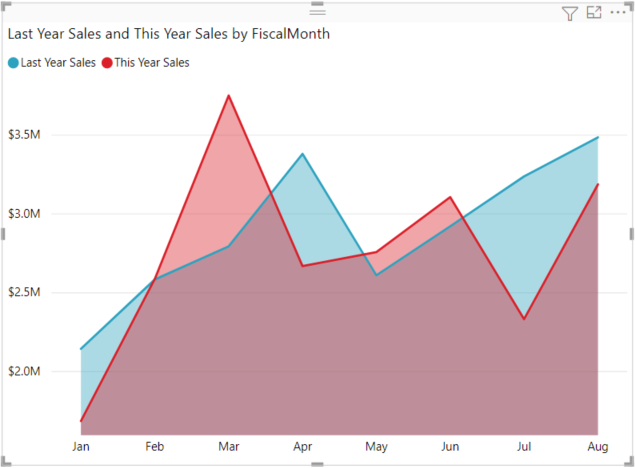 Last Year Sales and This Year Sales by FiscalMonth
Last Year Sales This Year Sales
$3.5M
$3.0M
$2.5M
$2.0M
Jan Feb Mar Apr May Jun Jul Aug